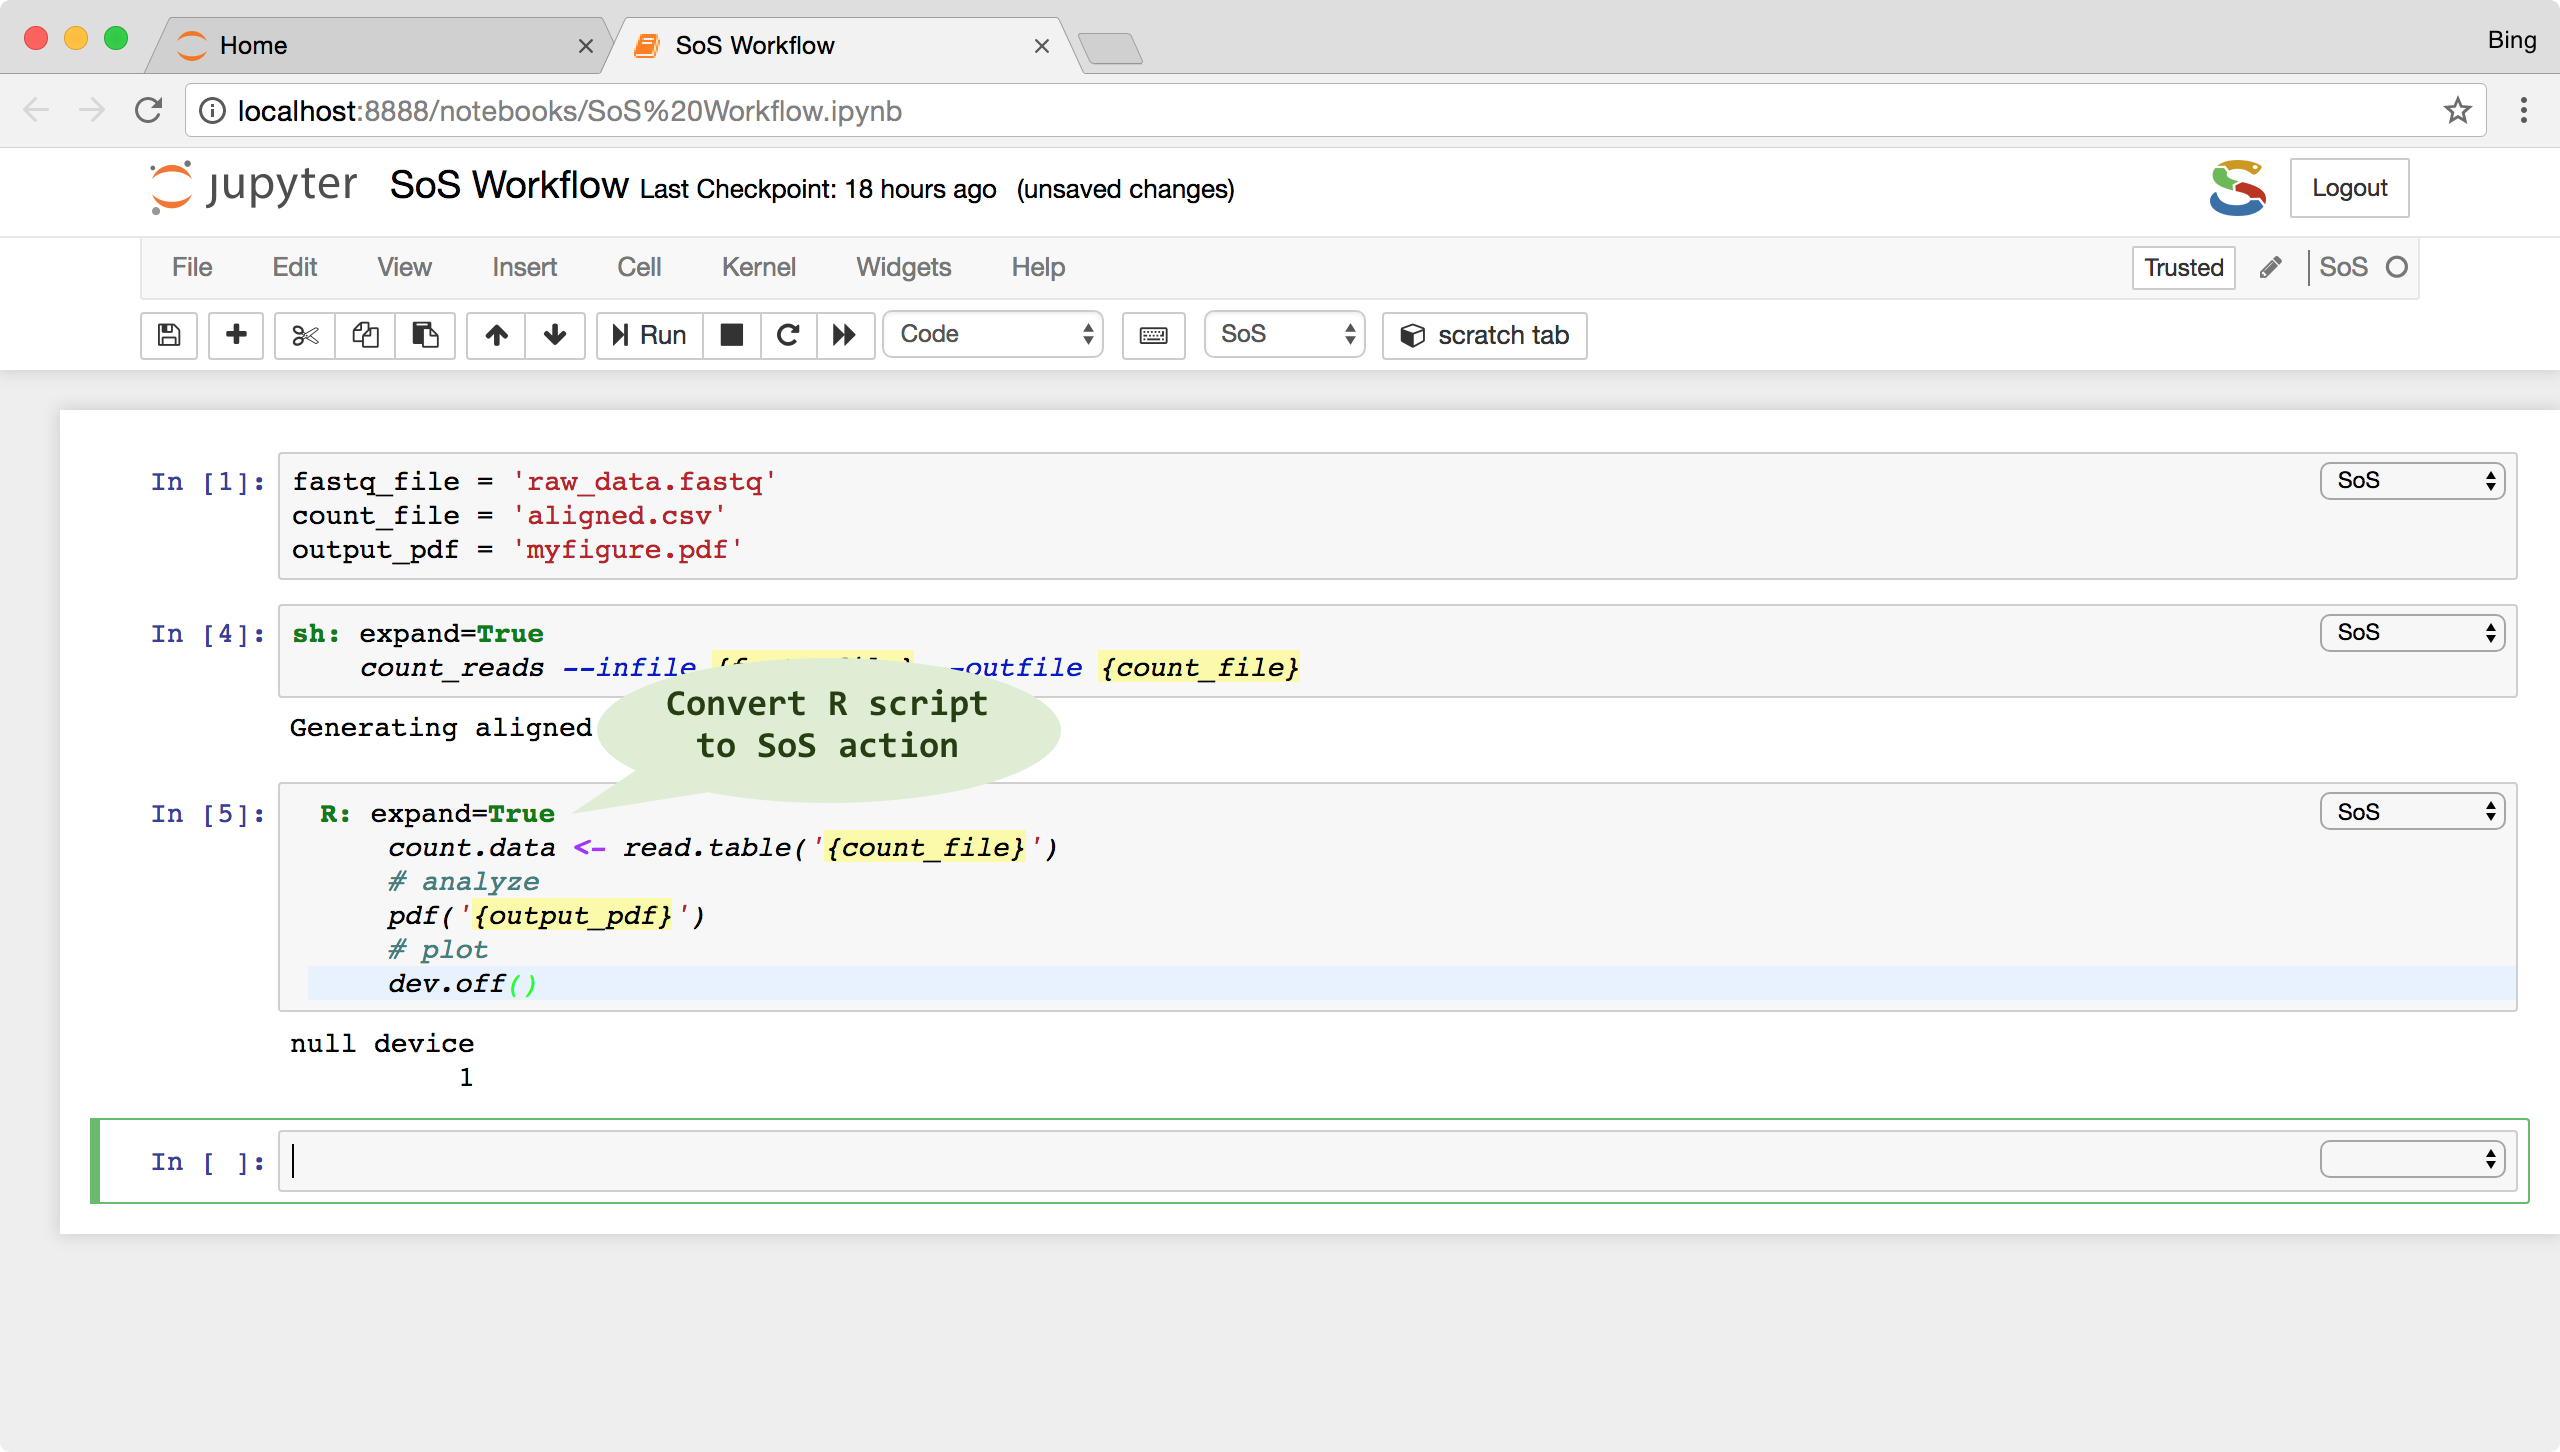 Home
SoS Workflow
Bing
localhost:8888/notebooks/SoS%20Workflow.ipynb
jupyter SoS Workflow Last Checkpoint: 18 hours ago (unsaved changes)
Logout
File Edit View Insert Cell Kernel Widgets Help
Trusted SoS
Run Code SoS scratch tab
In [1]: fastq_file = 'raw_data.fastq'
count_file = 'aligned.csv'
output_pdf = 'myfigure.pdf'
SoS
In [4]: sh: expand=True
SoS
count_reads --infile outfile {count_file}
Generating aligned
Convert R script
to SoS action
In [5]: R: expand=True
SoS
count.data <- read.table('{count_file}')
# analyze
pdf('{output_pdf}')
# plot
dev.off()
null device
1
In [ ]: